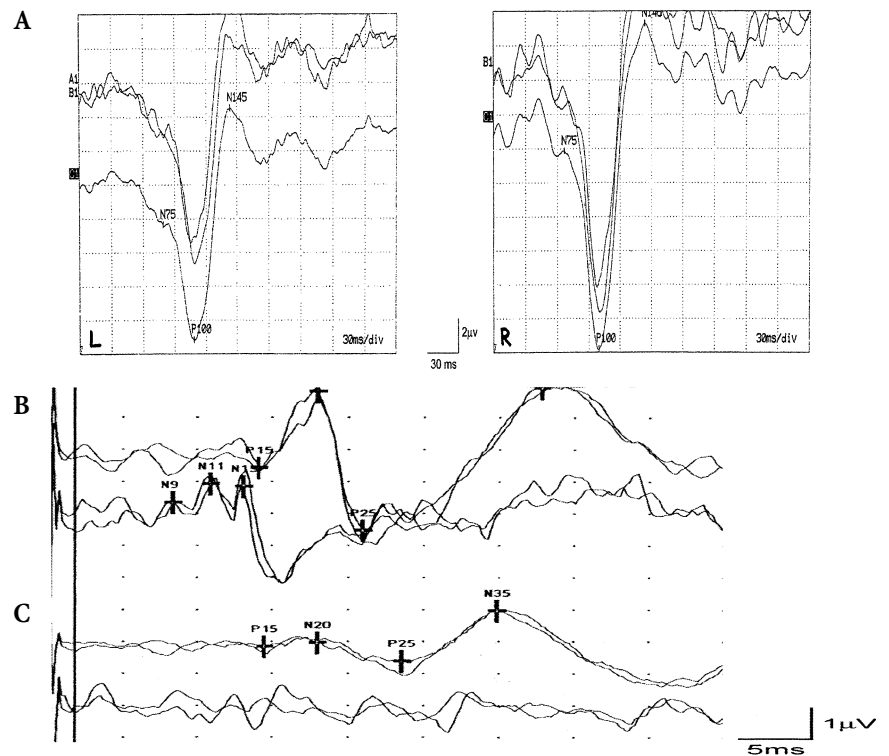 A
A1
B1
N75
N145
P100
L
30ms/div
2µv
30 ms
B1
N75
P100
R
30ms/div
B
N9
N11
P15
P25
C
P15
N20
P25
N35
1µV
5ms